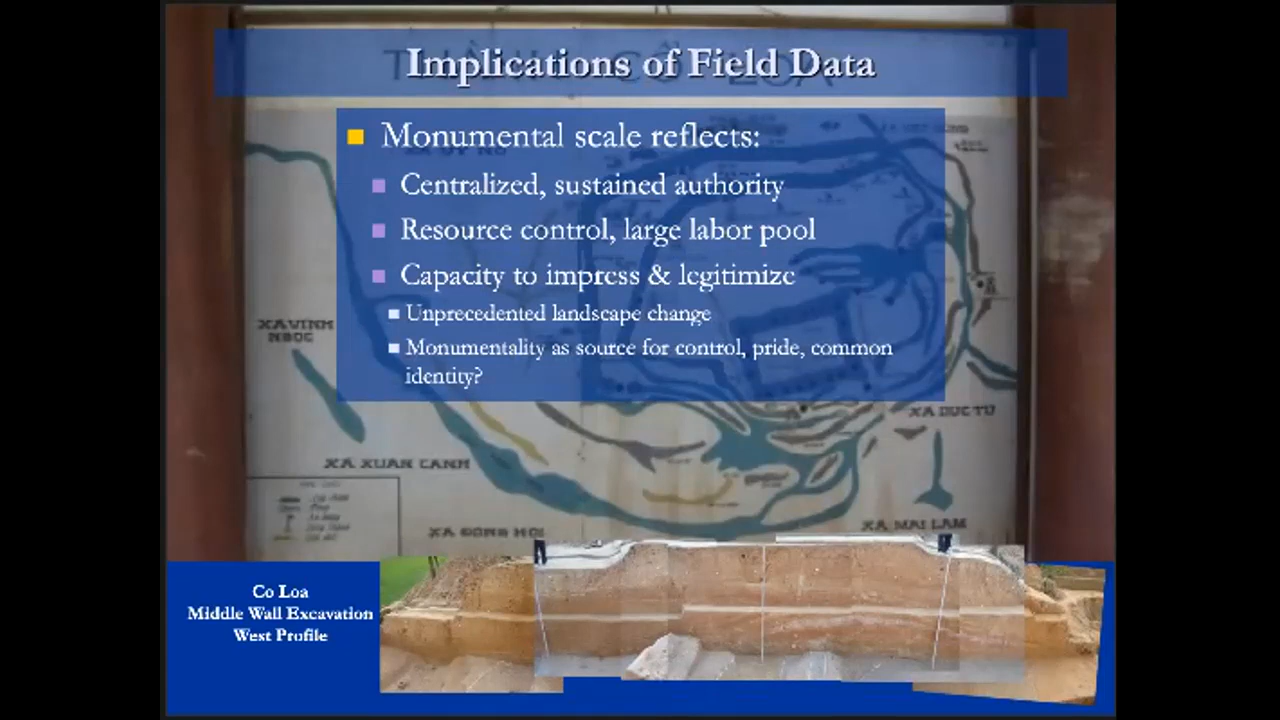 Implications of Field Data
Monumental scale reflects:
Centralized, sustained authority
Resource control, large labor pool
Capacity to impress & legitimize
Unprecedented landscape change
Monumentality as source for control, pride, common
identity?
XA VINH
NGOC
XA DUC TU
XA XUAN CANH
XA MAI LAM
XA DONG HOI
Co Loa
Middle Wall Excavation
West Profile